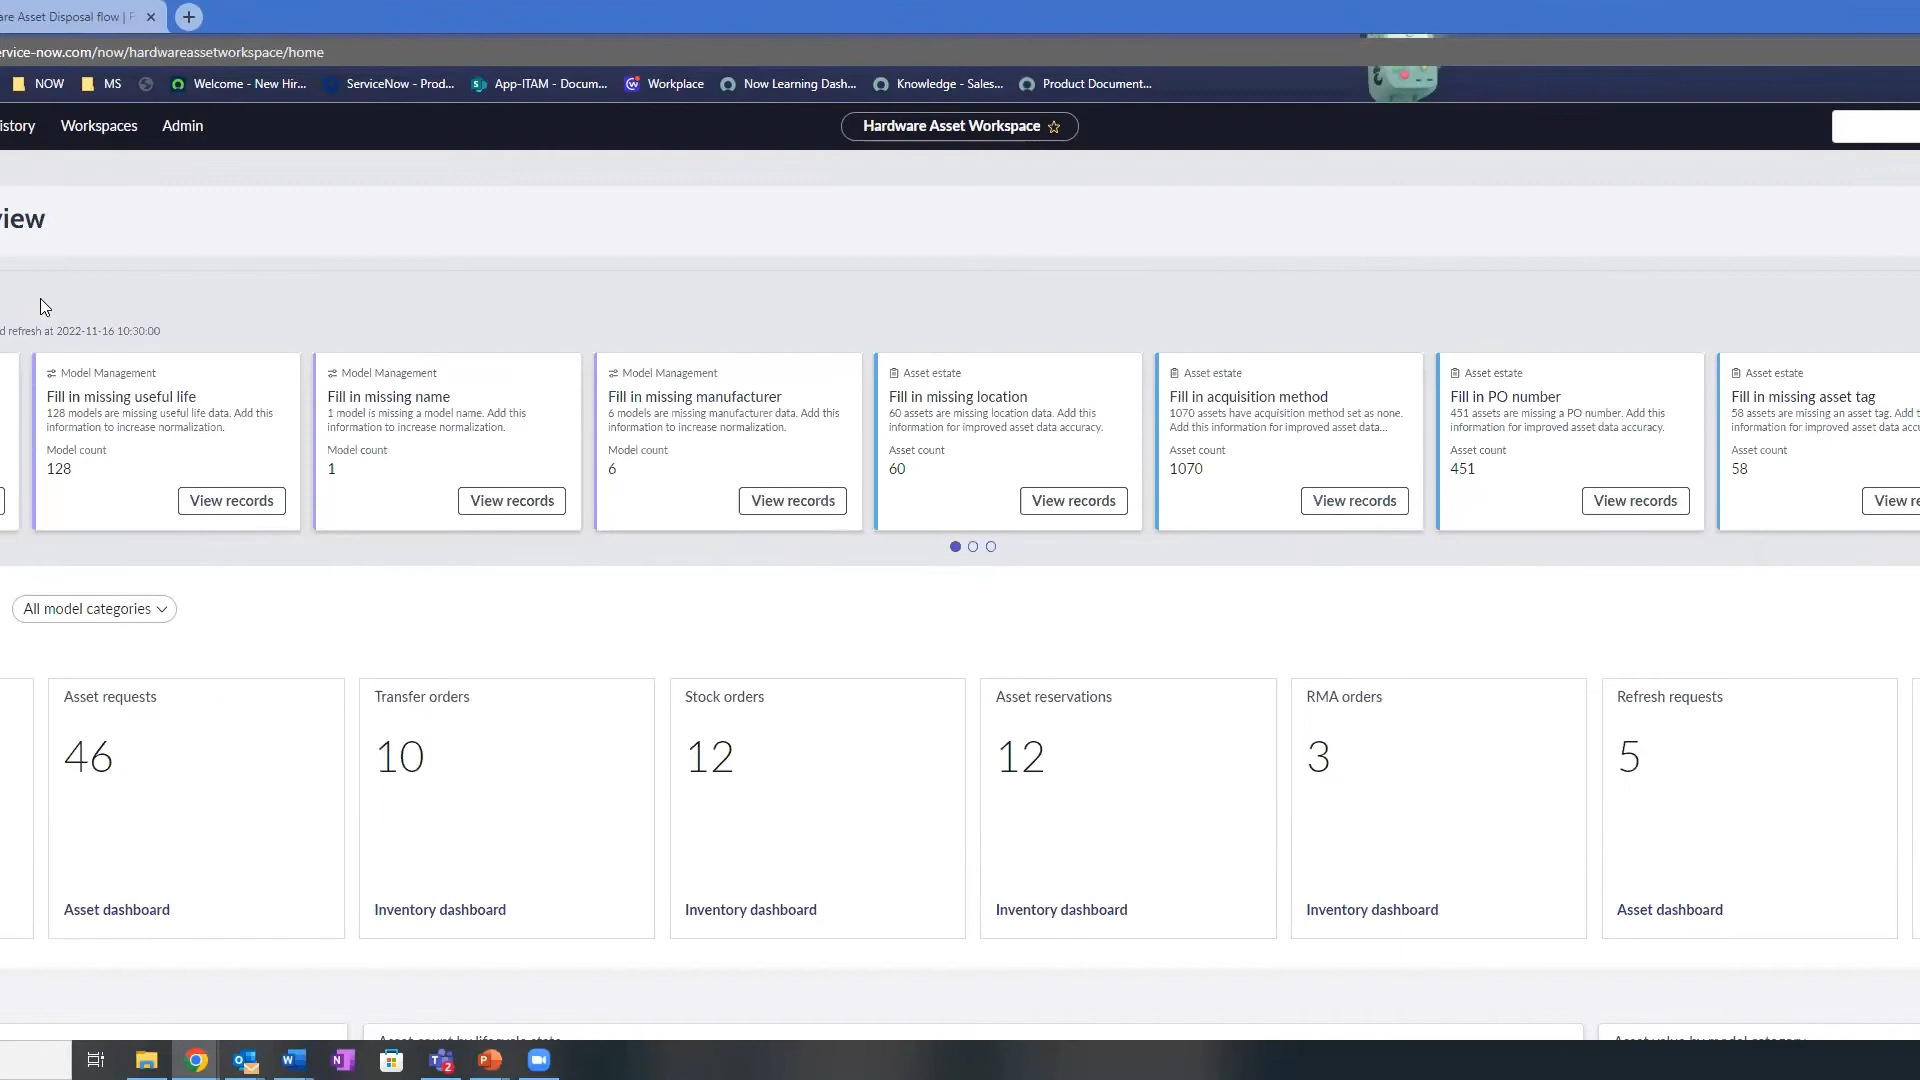 are Asset Disposal flow | F
ervice-now.com/now/hardwareassetworkspace/home
NOW
MS
Welcome - New Hir...
ServiceNow - Prod...
App-ITAM - Docum...
Workplace
Now Learning Dash...
Knowledge - Sales...
Product Document...
istory
Workspaces
Admin
Hardware Asset Workspace
view
d refresh at 2022-11-16 10:30:00
Model Management
Fill in missing useful life
128 models are missing useful life data. Add this
information to increase normalization.
Model count
128
View records
Model Management
Fill in missing name
1 model is missing a model name. Add this
information to increase normalization.
Model count
1
View records
Model Management
Fill in missing manufacturer
6 models are missing manufacturer data. Add this
information to increase normalization.
Model count
6
View records
Asset estate
Fill in missing location
60 assets are missing location data. Add this
information for improved asset data accuracy.
Asset count
60
View records
Asset estate
Fill in acquisition method
1070 assets have acquisition method set as none.
Add this information for improved asset data...
Asset count
1070
View records
Asset estate
Fill in PO number
451 assets are missing a PO number. Add this
information for improved asset data accuracy.
Asset count
451
View records
Asset estate
Fill in missing asset tag
58 assets are missing an asset tag. Add t
information for improved asset data accu
Asset count
58
View re
All model categories
Asset requests
46
Asset dashboard
Transfer orders
10
Inventory dashboard
Stock orders
12
Inventory dashboard
Asset reservations
12
Inventory dashboard
RMA orders
3
Inventory dashboard
Refresh requests
5
Asset dashboard
Asset count by lifecycle state
Asset value by model category